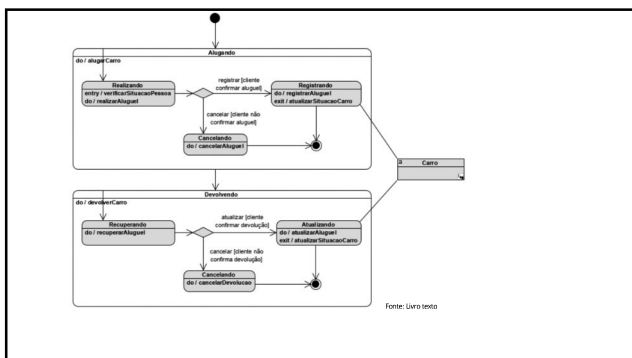 Alugando
do / alugarCarro
Realizando
entry / verificarSituacaoPessoa
do / realizarAluguel
registrar [cliente
confirmar aluguel]
Registrando
do / registrarAluguel
exit / atualizarSituacaoCarro
cancelar [cliente não
confirmar aluguel]
Cancelando
do / cancelarAluguel
Carro
Devolvendo
do / devolverCarro
Recuperando
do / recuperarAluguel
atualizar [cliente
confirmar devolução]
Atualizando
do / atualizarAluguel
exit / atualizarSituacaoCarro
cancelar [cliente não
confirma devolução]
Cancelando
do / cancelarDevolucao
Fonte: Livro texto